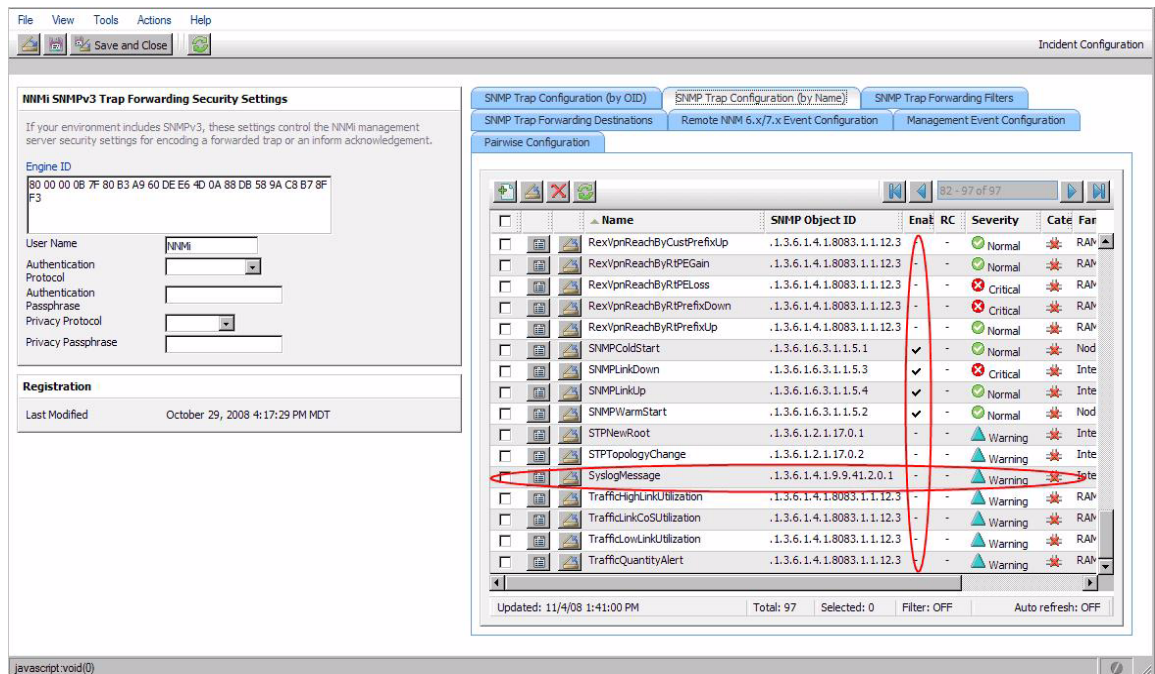 File View Tools Actions Help
Save and Close
Incident Configuration
NNMi SNMPv3 Trap Forwarding Security Settings
If your environment includes SNMPv3, these settings control the NNMi management
server security settings for encoding a forwarded trap or an inform acknowledgement.
Engine ID
80 00 00 0B 7F 80 B3 A9 60 DE E6 4D 0A 88 DB 58 9A C8 B7 8F
F3
User Name NNMi
Authentication
Protocol
Authentication
Passphrase
Privacy Protocol
Privacy Passphrase
Registration
Last Modified October 29, 2008 4:17:29 PM MDT
SNMP Trap Configuration (by OID) SNMP Trap Configuration (by Name) SNMP Trap Forwarding Filters
SNMP Trap Forwarding Destinations Remote NNM 6.x/7.x Event Configuration Management Event Configuration
Pairwise Configuration
82 - 97 of 97
Name SNMP Object ID Enab RC Severity Cate Fam
RexVpnReachByCustPrefixUp .1.3.6.1.4.1.8083.1.1.12.3 - - Normal RAM
RexVpnReachByRtPEGain .1.3.6.1.4.1.8083.1.1.12.3 - - Normal RAM
RexVpnReachByRtPELoss .1.3.6.1.4.1.8083.1.1.12.3 - - Critical RAM
RexVpnReachByRtPrefixDown .1.3.6.1.4.1.8083.1.1.12.3 - - Critical RAM
RexVpnReachByRtPrefixUp .1.3.6.1.4.1.8083.1.1.12.3 - - Normal RAM
SNMPColdStart .1.3.6.1.6.3.1.1.5.1 ✔ - Normal Nod
SNMPLinkDown .1.3.6.1.6.3.1.1.5.3 ✔ - Critical Inte
SNMPLinkUp .1.3.6.1.6.3.1.1.5.4 ✔ - Normal Inte
SNMPWarmStart .1.3.6.1.6.3.1.1.5.2 ✔ - Normal Nod
STPNewRoot .1.3.6.1.2.1.17.0.1 - - Warning Inte
STPTopologyChange .1.3.6.1.2.1.17.0.2 - - Warning Inte
SyslogMessage .1.3.6.1.4.1.9.9.41.2.0.1 - - Warning Inte
TrafficHighLinkUtilization .1.3.6.1.4.1.8083.1.1.12.3 - - Warning RAM
TrafficLinkCoSUtilization .1.3.6.1.4.1.8083.1.1.12.3 - - Warning RAM
TrafficLowLinkUtilization .1.3.6.1.4.1.8083.1.1.12.3 - - Warning RAM
TrafficQuantityAlert .1.3.6.1.4.1.8083.1.1.12.3 - - Warning RAM
Updated: 11/4/08 1:41:00 PM Total: 97 Selected: 0 Filter: OFF Auto refresh: OFF
javascript:void(0)